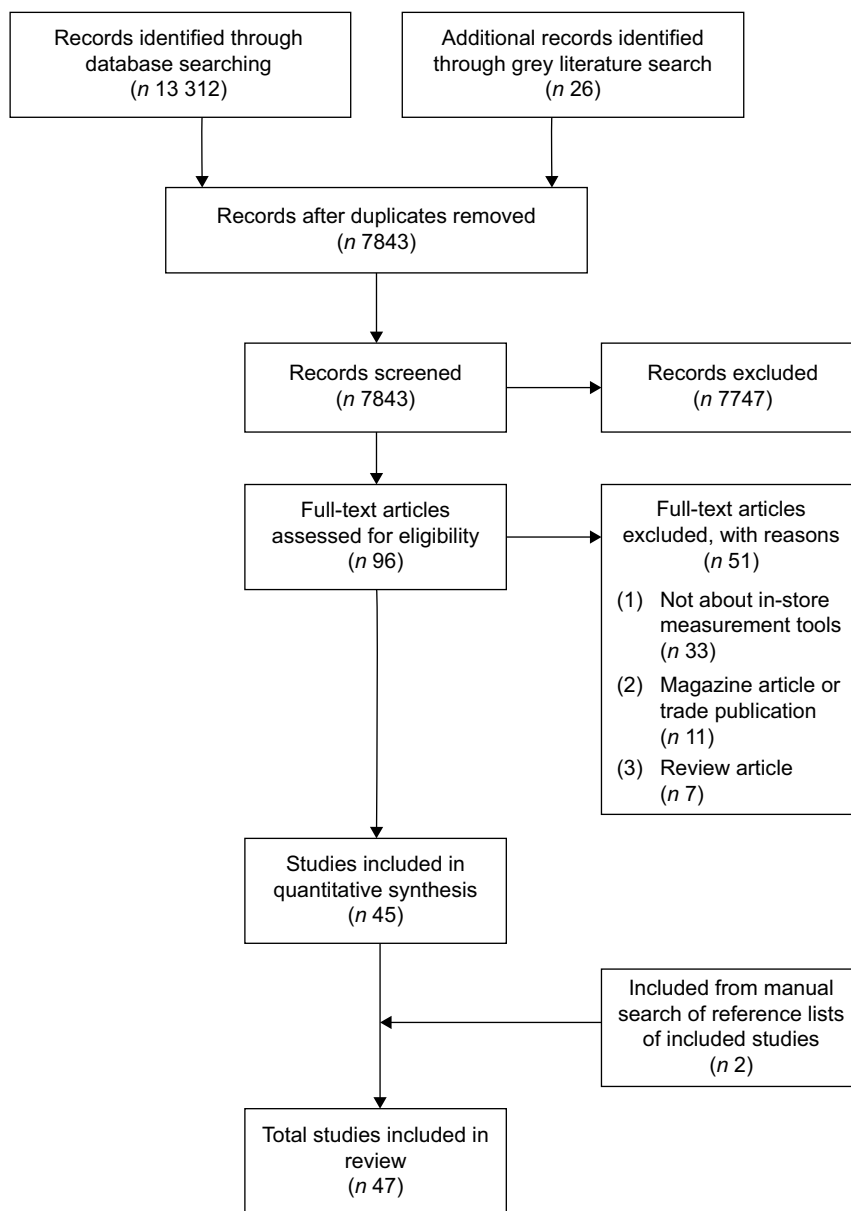 Records identified through
database searching
(n 13 312)
Additional records identified
through grey literature search
(n 26)
Records after duplicates removed
(n 7843)
Records screened
(n 7843)
Records excluded
(n 7747)
Full-text articles
assessed for eligibility
(n 96)
Full-text articles
excluded, with reasons
(n 51)
(1) Not about in-store
measurement tools
(n 33)
(2) Magazine article or
trade publication
(n 11)
(3) Review article
(n 7)
Studies included in
quantitative synthesis
(n 45)
Included from manual
search of reference lists
of included studies
(n 2)
Total studies included in
review
(n 47)